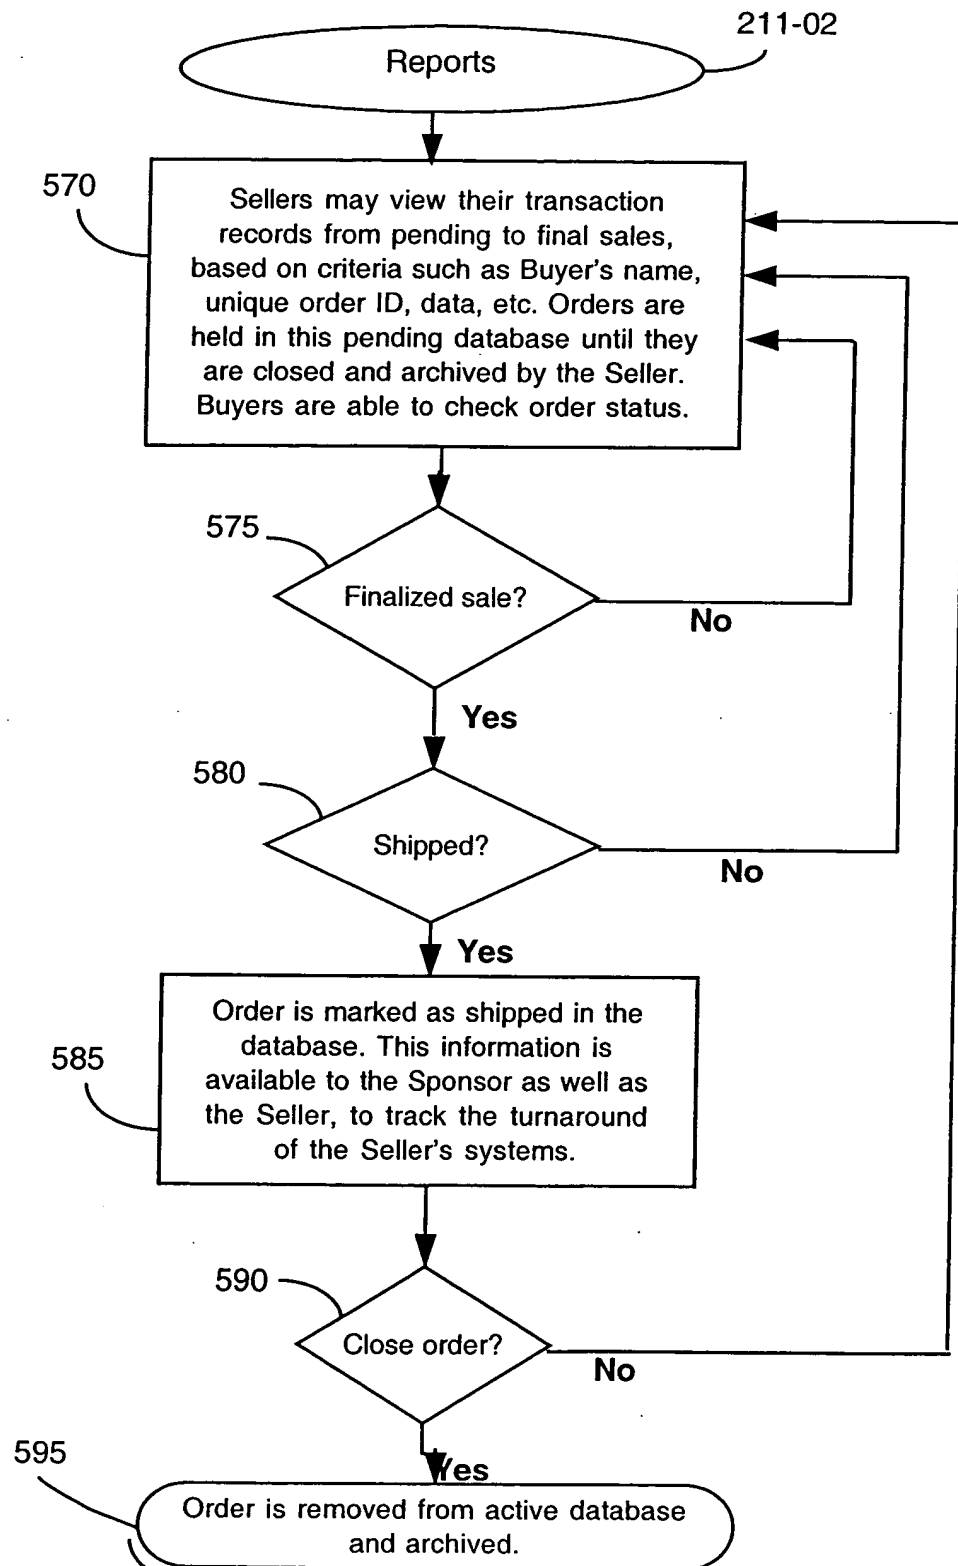 211-02
Reports
570
Sellers may view their transaction
records from pending to final sales,
based on criteria such as Buyer's name,
unique order ID, data, etc. Orders are
held in this pending database until they
are closed and archived by the Seller.
Buyers are able to check order status.
575
Finalized sale?
No
Yes
580
Shipped?
No
Yes
585
Order is marked as shipped in the
database. This information is
available to the Sponsor as well as
the Seller, to track the turnaround
of the Seller's systems.
590
Close order?
No
Yes
595
Order is removed from active database
and archived.